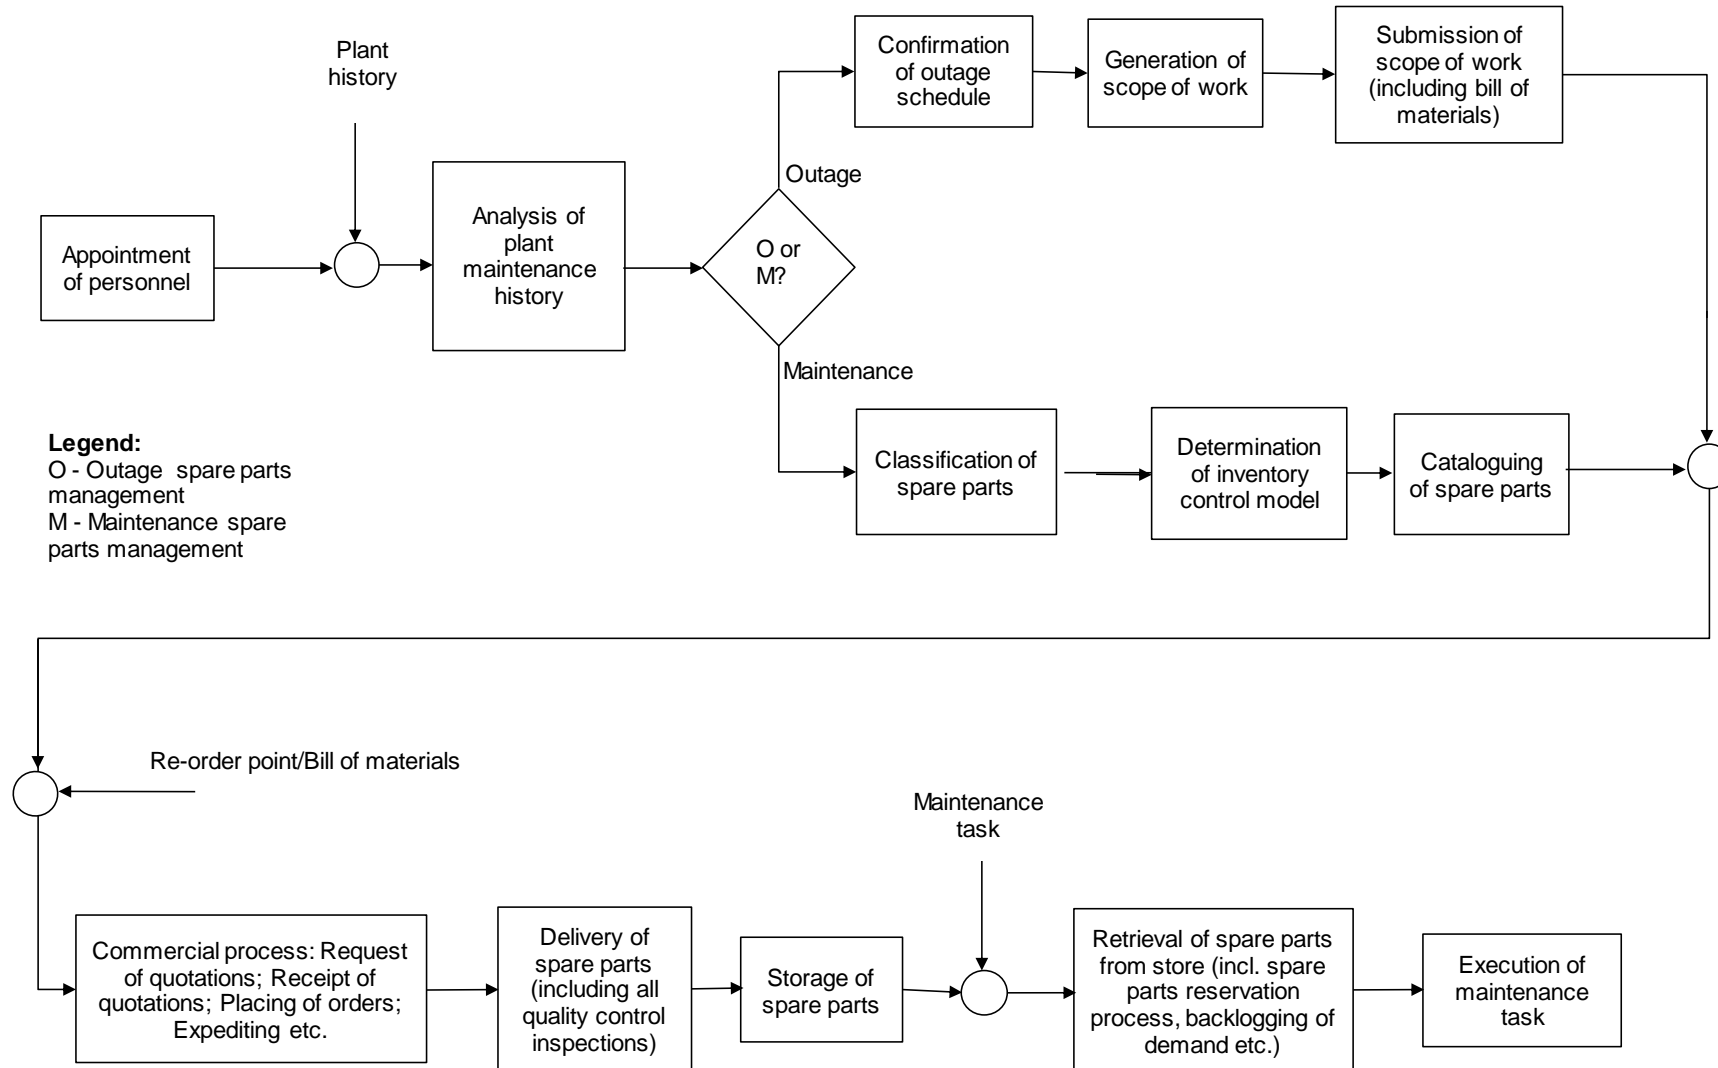 Plant
history
Appointment
of personnel
Analysis of
plant
maintenance
history
O or
M?
Outage
Confirmation
of outage
schedule
Generation of
scope of work
Submission of
scope of work
(including bill of
materials)
Maintenance
Classification of
spare parts
Determination
of inventory
control model
Cataloguing
of spare parts
Legend:
O - Outage spare parts
management
M - Maintenance spare
parts management
Re-order point/Bill of materials
Commercial process: Request
of quotations; Receipt of
quotations; Placing of orders;
Expediting etc.
Delivery of
spare parts
(including all
quality control
inspections)
Storage of
spare parts
Maintenance
task
Retrieval of spare parts
from store (incl. spare
parts reservation
process, backlogging of
demand etc.)
Execution of
maintenance
task